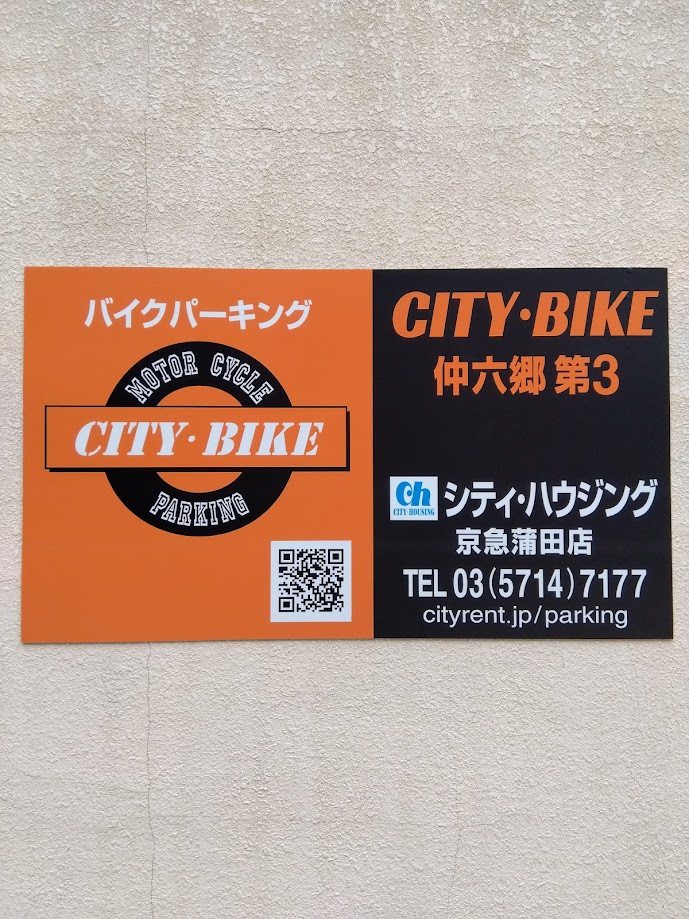 バイクパーキング
MOTOR CYCLE
CITY・BIKE
PARKING
CITY・BIKE
仲六郷 第3
Ch
CITY-HOUSING
シティ・ハウジング
京急蒲田店
TEL 03(5714)7177
cityrent.jp/parking